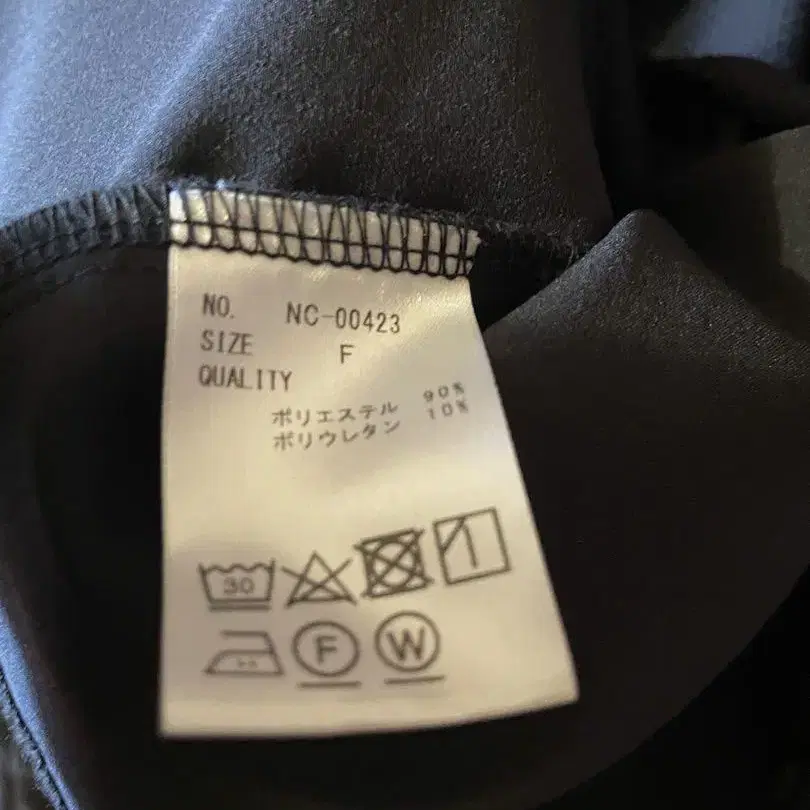 NO. NC-00423
SIZE F
QUALITY
ポリエステル 90%
ポリウレタン 10%
30
F W